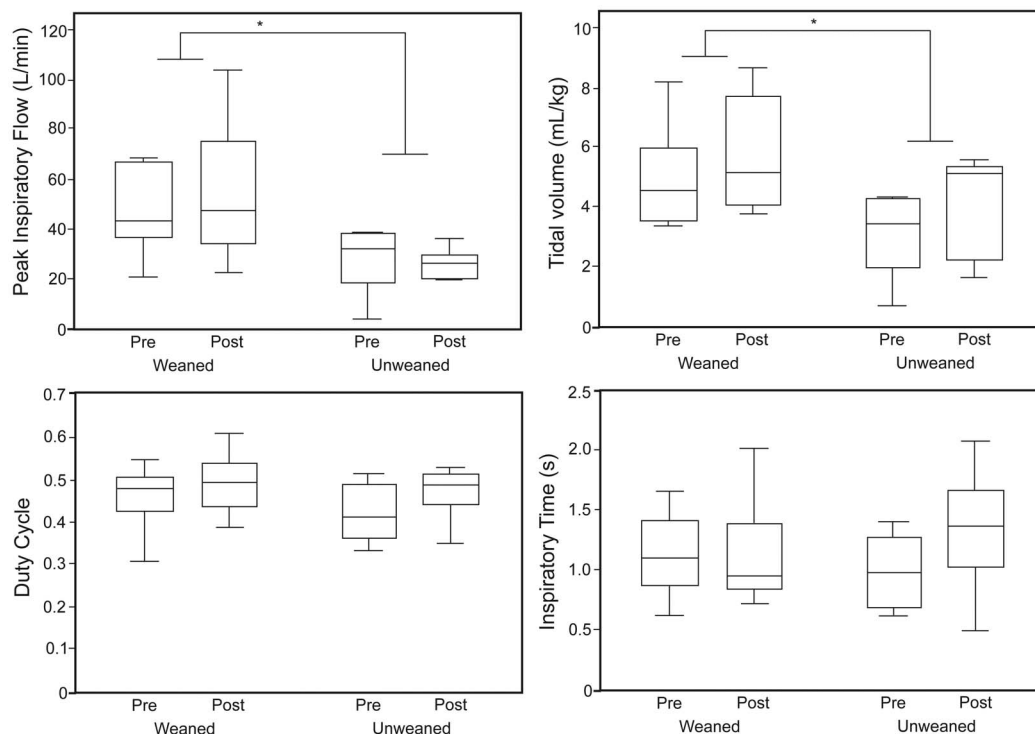 Peak Inspiratory Flow (L/min)
120
100
80
60
40
20
0
*
Pre Post Pre Post
Weaned Unweaned
Tidal volume (mL/kg)
10
8
6
4
2
0
*
Pre Post Pre Post
Weaned Unweaned
Duty Cycle
0.7
0.6
0.5
0.4
0.3
0.2
0.1
0
Pre Post Pre Post
Weaned Unweaned
Inspiratory Time (s)
2.5
2.0
1.5
1.0
0.5
0
Pre Post Pre Post
Weaned Unweaned